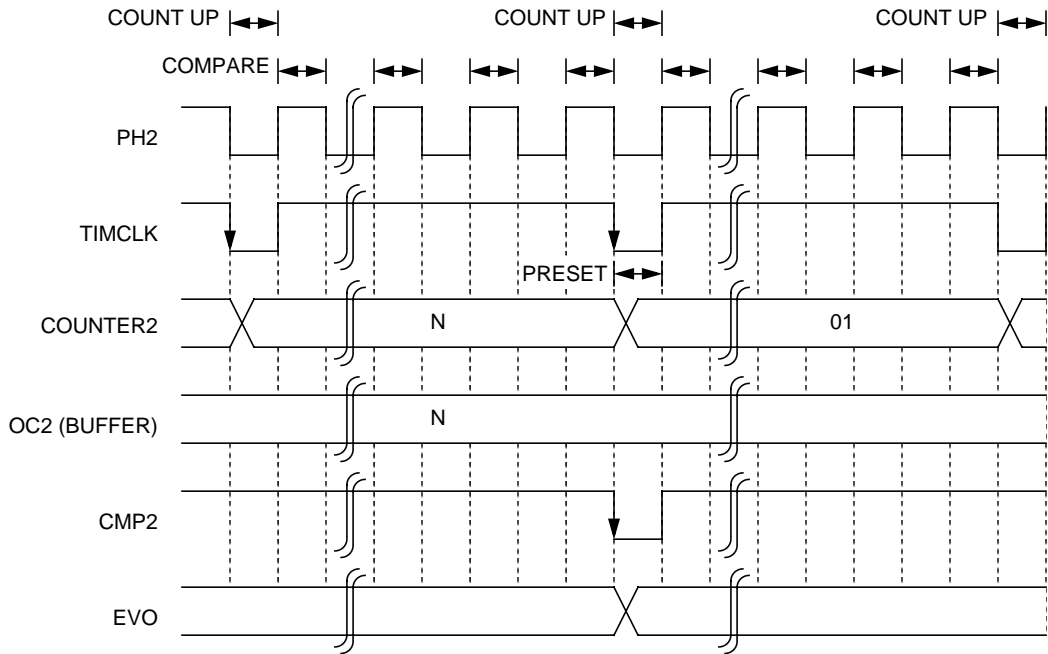 COUNT UP COUNT UP COUNT UP
COMPARE
PH2
TIMCLK
PRESET
COUNTER2 N 01
OC2 (BUFFER) N
CMP2
EVO